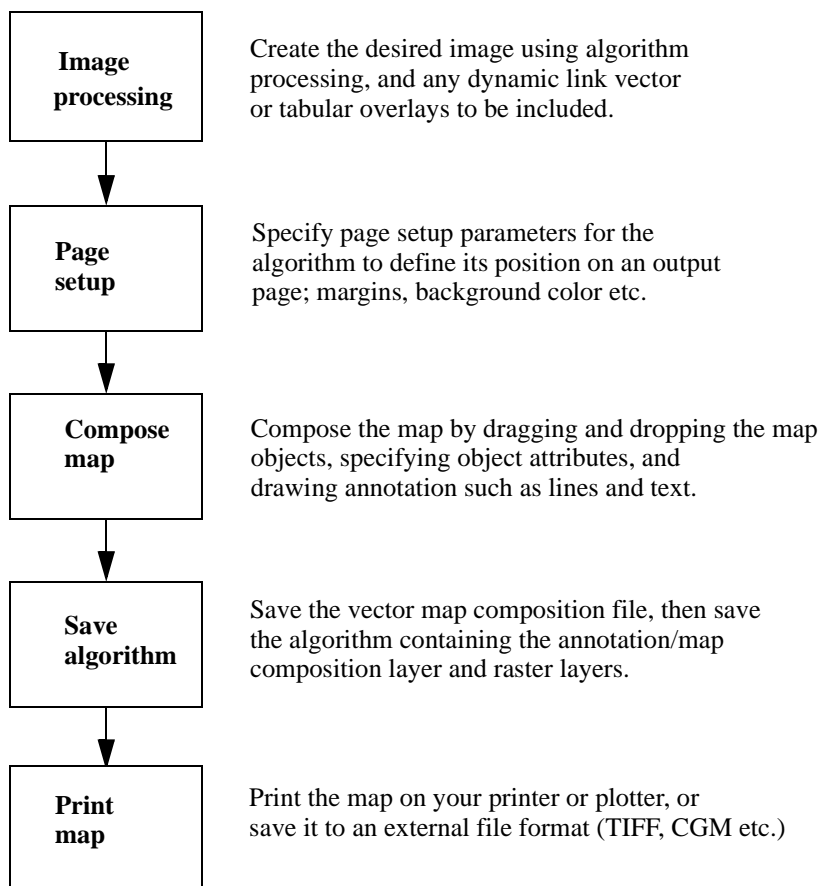 Image
processing
Create the desired image using algorithm
processing, and any dynamic link vector
or tabular overlays to be included.
Page
setup
Specify page setup parameters for the
algorithm to define its position on an output
page; margins, background color etc.
Compose
map
Compose the map by dragging and dropping the map
objects, specifying object attributes, and
drawing annotation such as lines and text.
Save
algorithm
Save the vector map composition file, then save
the algorithm containing the annotation/map
composition layer and raster layers.
Print
map
Print the map on your printer or plotter, or
save it to an external file format (TIFF, CGM etc.)